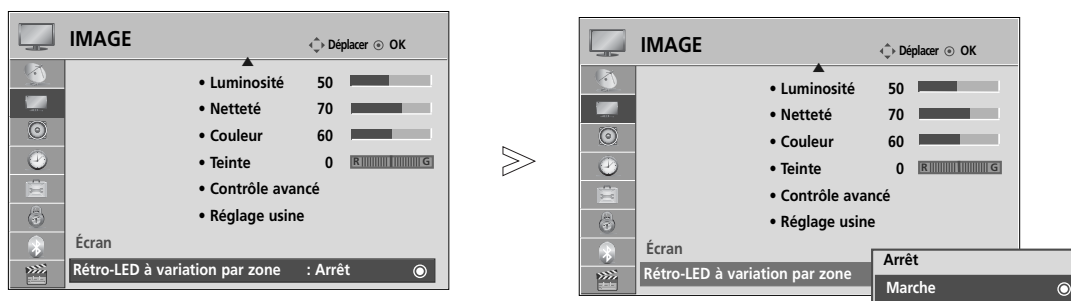 IMAGE
Déplacer OK
• Luminosité 50
• Netteté 70
• Couleur 60
• Teinte 0 R G
• Contrôle avancé
• Réglage usine
Écran
Rétro-LED à variation par zone : Arrêt
IMAGE
Déplacer OK
• Luminosité 50
• Netteté 70
• Couleur 60
• Teinte 0 R G
• Contrôle avancé
• Réglage usine
Écran
Rétro-LED à variation par zone
Arrêt
Marche